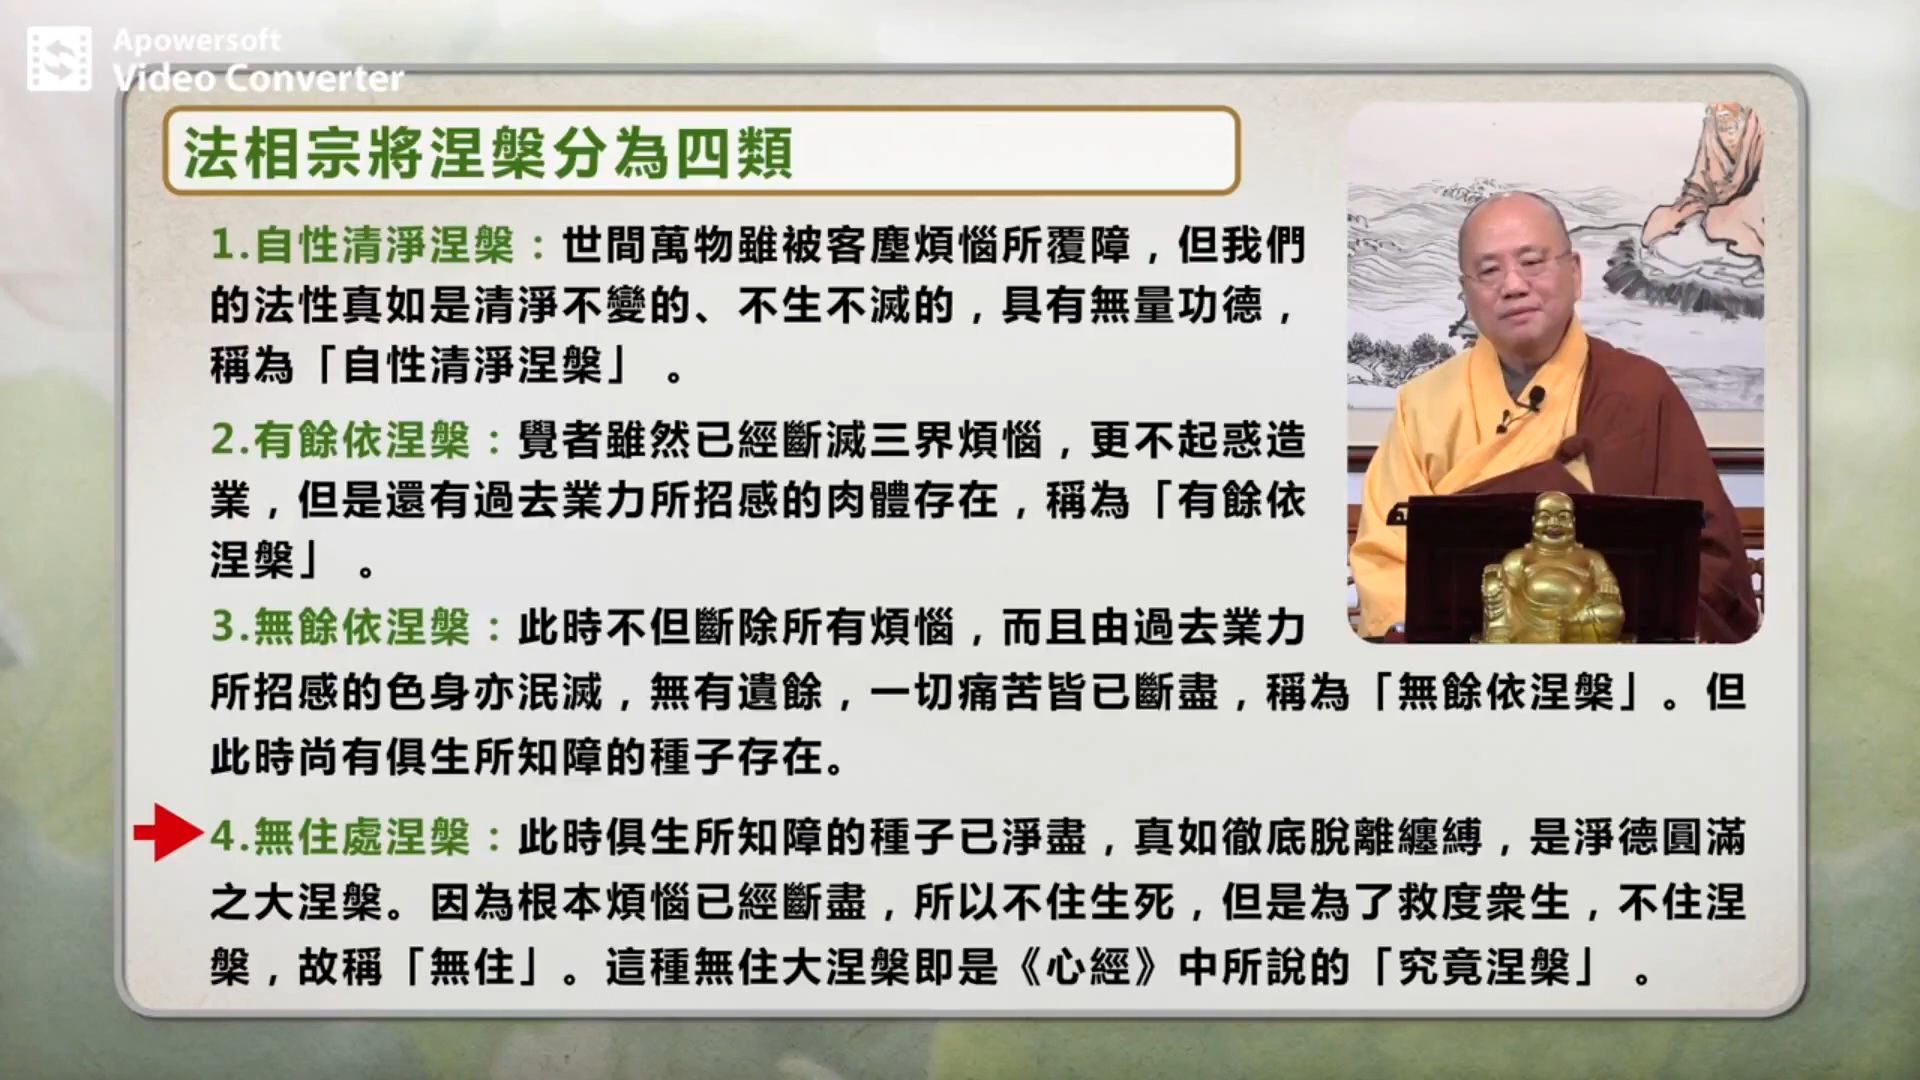 Apowersoft
Video Converter
法相宗將涅槃分為四類
1.自性清淨涅槃：世間萬物雖被客塵煩惱所覆障，但我們
的法性真如是清淨不變的、不生不滅的，具有無量功德，
稱為「自性清淨涅槃」。
2.有餘依涅槃：覺者雖然已經斷滅三界煩惱，更不起惑造
業，但是還有過去業力所招感的肉體存在，稱為「有餘依
涅槃」。
3.無餘依涅槃：此時不但斷除所有煩惱，而且由過去業力
所招感的色身亦泯滅，無有遺餘，一切痛苦皆已斷盡，稱為「無餘依涅槃」。但
此時尚有俱生所知障的種子存在。
4.無住處涅槃：此時俱生所知障的種子已淨盡，真如徹底脫離纏縛，是淨德圓滿
之大涅槃。因為根本煩惱已經斷盡，所以不住生死，但是為了救度衆生，不住涅
槃，故稱「無住」。這種無住大涅槃即是《心經》中所說的「究竟涅槃」。